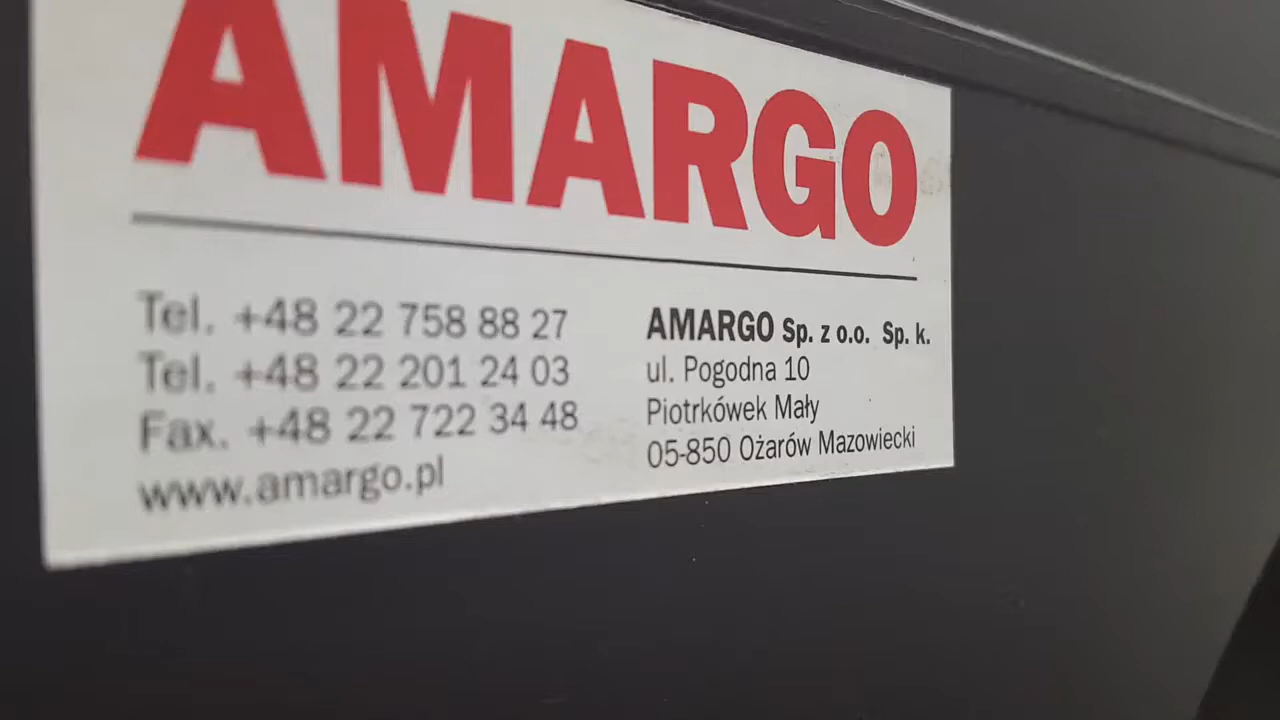 AMARGO
Tel. +48 22 758 88 27
Tel. +48 22 201 24 03
Fax. +48 22 722 34 48
www.amargo.pl
AMARGO Sp. z o.o. Sp. k.
ul. Pogodna 10
Piotrkówek Mały
05-850 Ożarów Mazowiecki